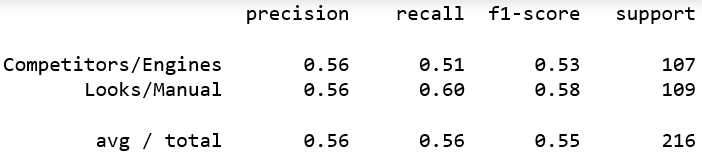 precision recall f1-score support
Competitors/Engines 0.56 0.51 0.53 107
Looks/Manual 0.56 0.60 0.58 109
avg / total 0.56 0.56 0.55 216